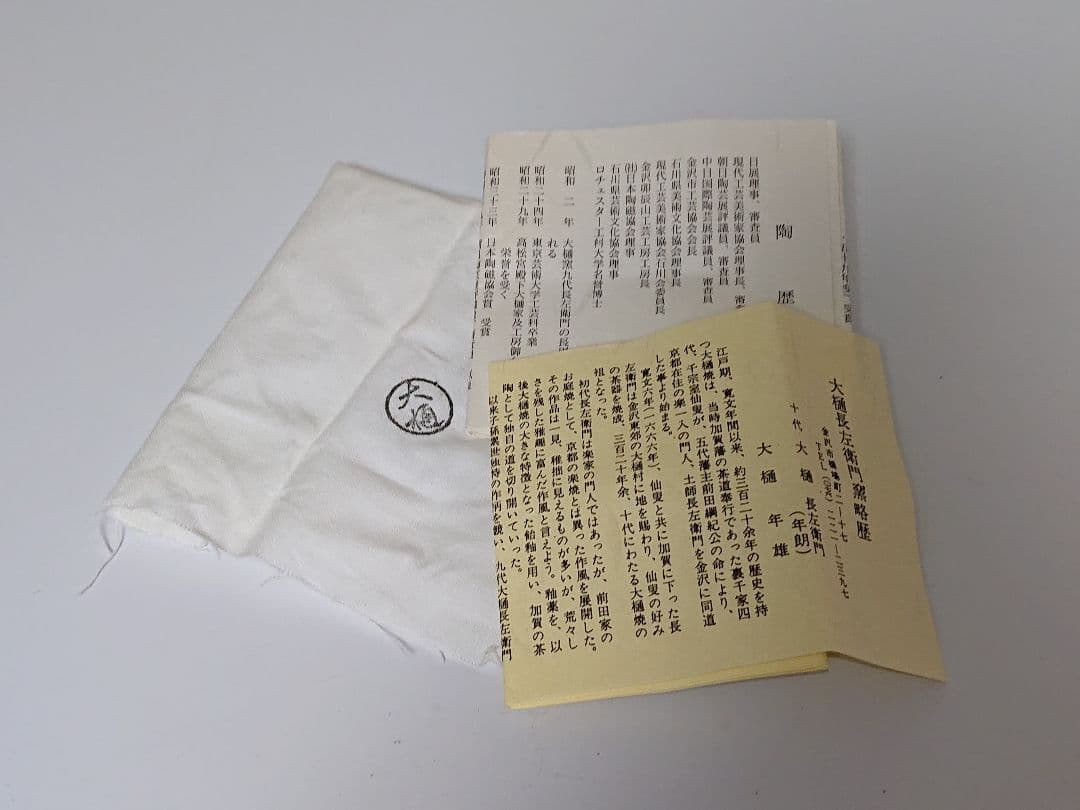 大樋
陶 歴
日展理事、審査員
現代工芸美術家協会理事長、審査員
朝日陶芸展評議員、審査員
中日国際陶芸展評議員、審査員
金沢市工芸協会会長
石川県美術文化協会理事長
現代工芸美術家協会石川会委員長
金沢卯辰山工芸工房工房長
㈳日本陶磁協会理事
石川県芸術文化協会理事
ロチェスター工科大学名誉博士
昭和 二 年 大樋窯九代長左衛門の長男
れる
昭和二十四年 東京芸術大学工芸科卒業
昭和二十九年 高松宮殿下大樋家及工房御
栄誉を受く
昭和三十三年 日本陶磁協会賞 受賞
大樋長左衛門窯略歴
金沢市橋場町二―十七
TEL(〇七六)二二一―二三九七
十代 大樋 長左衛門
(年朗)
大樋 年雄
江戸期、寛文年間以来、約三百二十余年の歴史を持
つ大樋焼は、当時加賀藩の茶道奉行であった裏千家四
代、千宗室仙叟が、五代藩主前田綱紀公の命により、
京都在住の楽一入の門人、土師長左衛門を金沢に同道
した事より始まる。
寛文六年(一六六六年)、仙叟と共に加賀に下った長
左衛門は金沢東郊の大樋村に地を賜わり、仙叟の好み
の茶器を焼成、三百二十年余、十代にわたる大樋焼の
祖となった。
初代長左衛門は楽家の門人ではあったが、前田家の
お庭焼として、京都の楽焼とは異った作風を展開した。
その作品は一見、稚拙に見えるものが多いが、荒々し
さを残した雅趣に富んだ作風と言えよう。釉薬を、以
後大樋焼の大きな特徴となった飴釉を用い、加賀の茶
陶として独自の道を切り開いていった。
以来子孫累世独特の作柄を競い、九代大樋長左衛門